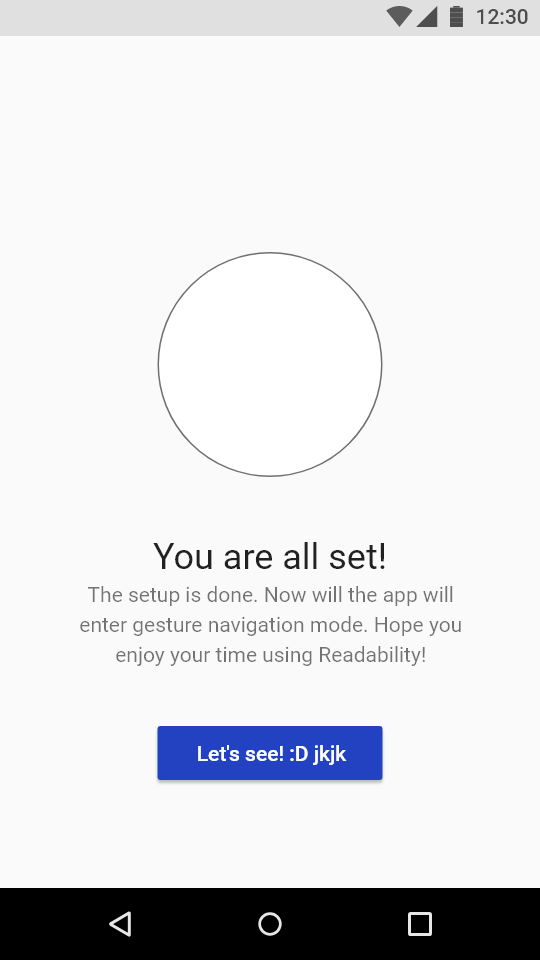 12:30
You are all set!
The setup is done. Now will the app will
enter gesture navigation mode. Hope you
enjoy your time using Readability!
Let's see! :D jkjk